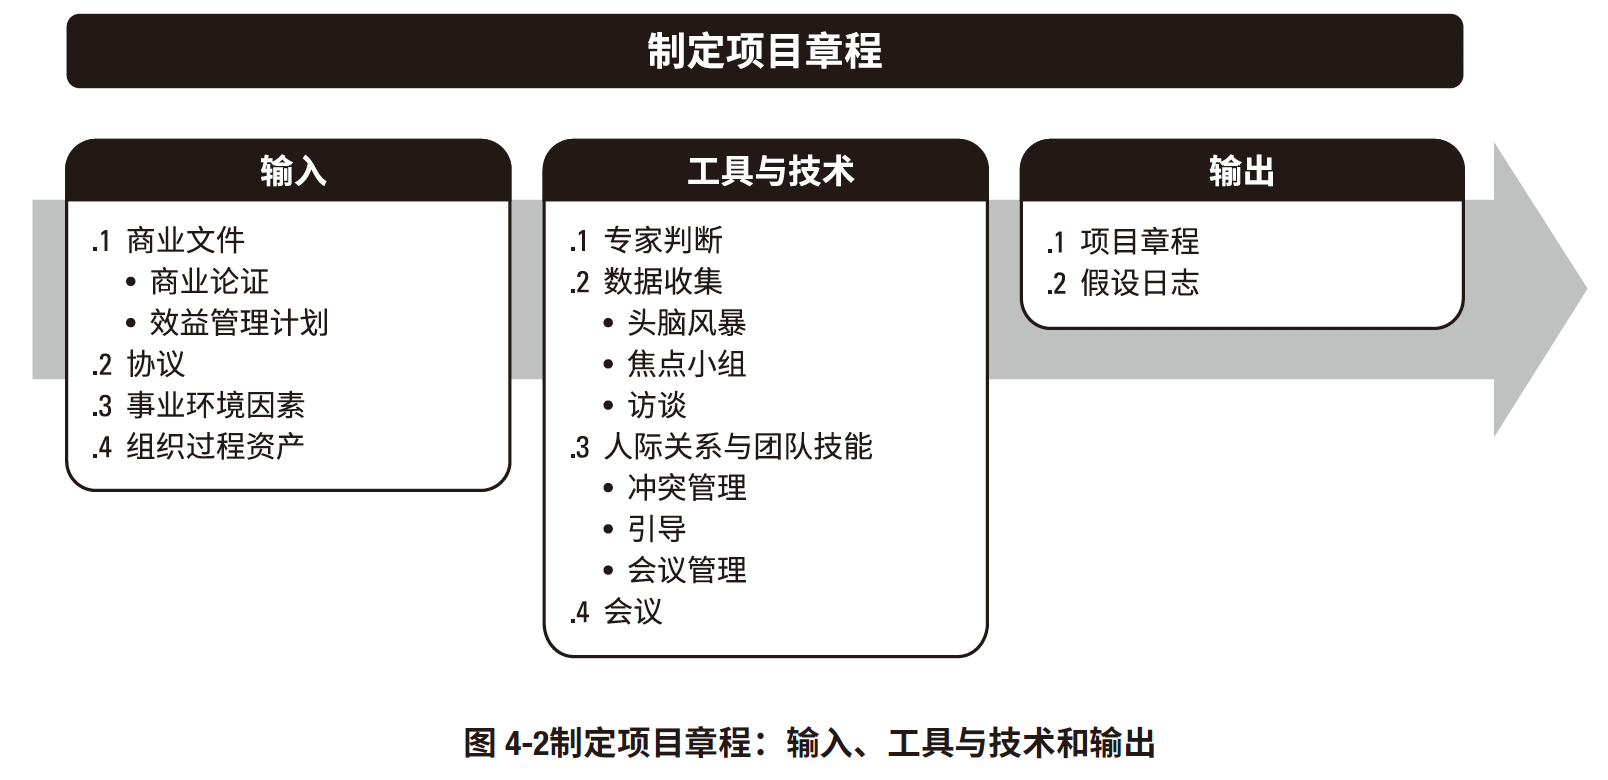 制定项目章程
输入
.1 商业文件
• 商业论证
• 效益管理计划
.2 协议
.3 事业环境因素
.4 组织过程资产
工具与技术
.1 专家判断
.2 数据收集
• 头脑风暴
• 焦点小组
• 访谈
.3 人际关系与团队技能
• 冲突管理
• 引导
• 会议管理
.4 会议
输出
.1 项目章程
.2 假设日志
图 4-2制定项目章程：输入、工具与技术和输出